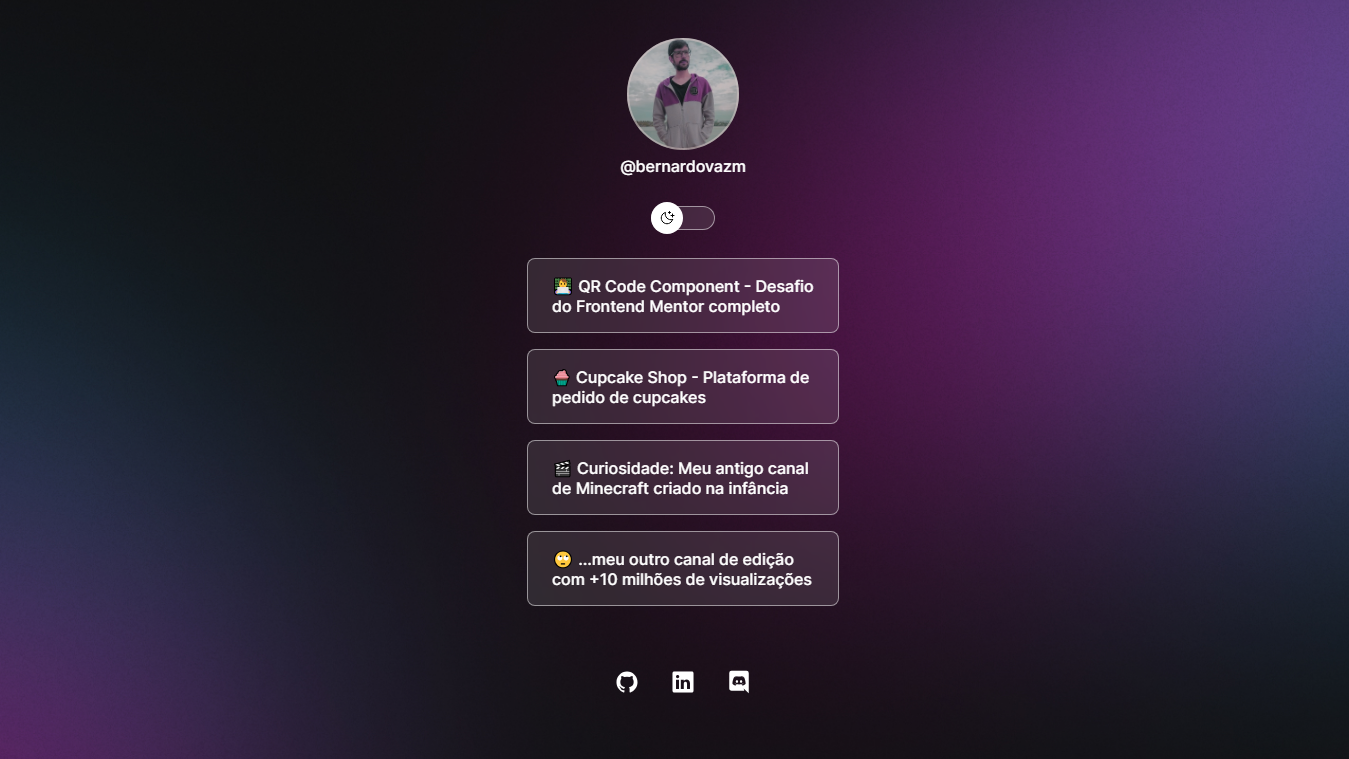 @bernardovazm
🧑‍💻 QR Code Component - Desafio
do Frontend Mentor completo
🧁 Cupcake Shop - Plataforma de
pedido de cupcakes
🎬 Curiosidade: Meu antigo canal
de Minecraft criado na infância
🙄 ...meu outro canal de edição
com +10 milhões de visualizações
in